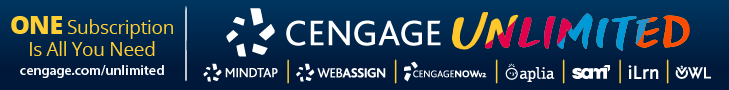 ONE Subscription
Is All You Need
cengage.com/unlimited
CENGAGE UNLIMITED
MINDTAP | WEBASSIGN | CENGAGENOWv2 | aplia | sam | iLrn | OWL